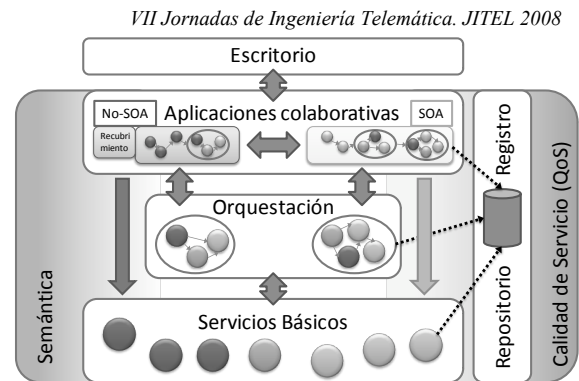 VII Jornadas de Ingeniería Telemática. JITEL 2008
Escritorio
No-SOA
Aplicaciones colaborativas
SOA
Recubri
miento
Orquestación
Servicios Básicos
Semántica
Registro
Repositorio
Calidad de Servicio (QoS)